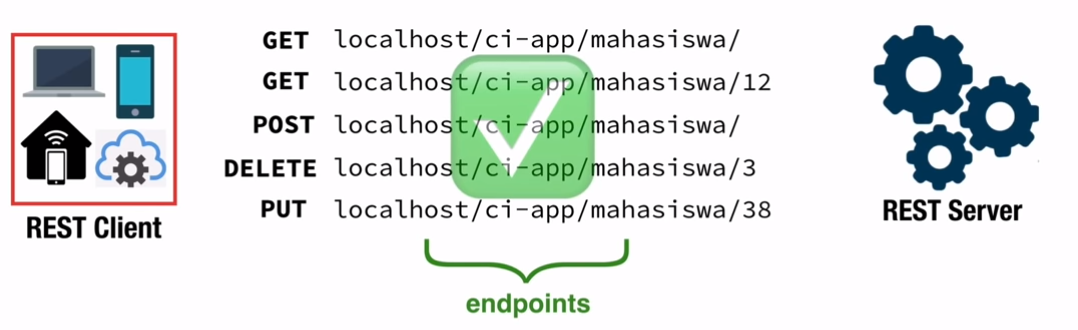 GET localhost/ci-app/mahasiswa/
GET localhost/ci-app/mahasiswa/12
POST localhost/ci-app/mahasiswa/
DELETE localhost/ci-app/mahasiswa/3
PUT localhost/ci-app/mahasiswa/38
REST Client
REST Server
endpoints